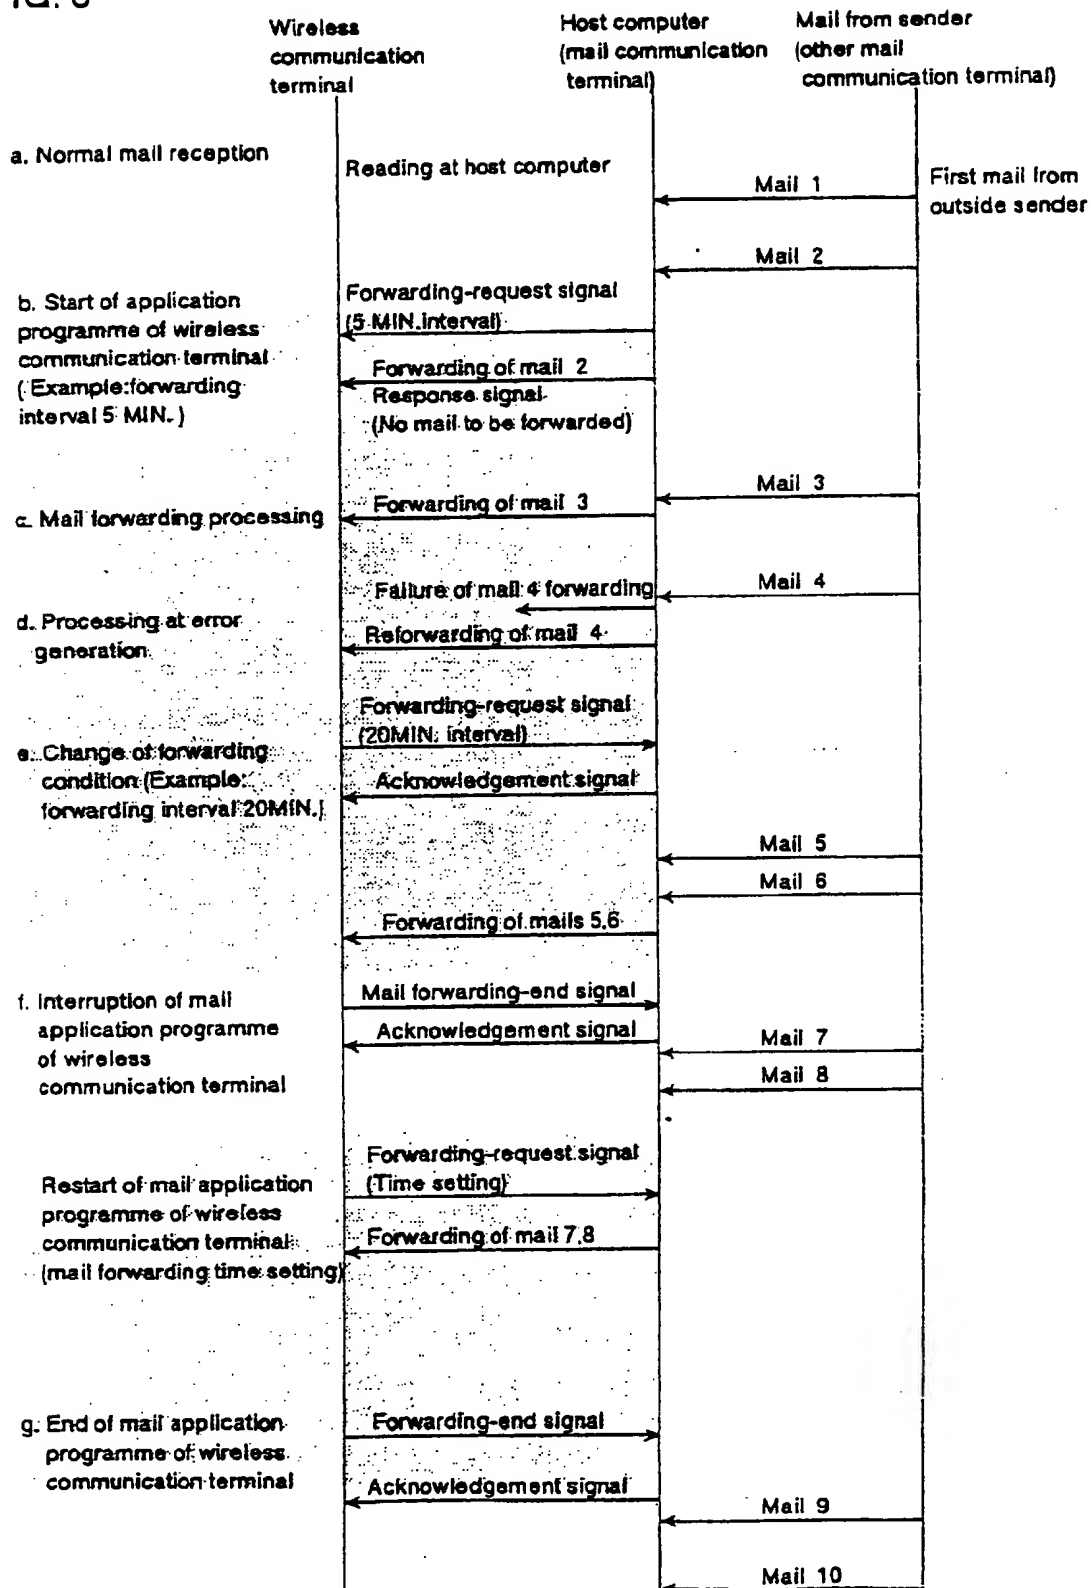 Wireless
communication
terminal
Host computer
(mail communication
terminal)
Mail from sender
(other mail
communication terminal)
a. Normal mail reception
Reading at host computer
Mail 1
First mail from
outside sender
Mail 2
b. Start of application
programme of wireless
communication terminal
(Example:forwarding
interval 5 MIN.)
Forwarding-request signal
(5 MIN.interval)
Forwarding of mail 2
Response signal
(No mail to be forwarded)
Mail 3
c. Mail forwarding processing
Forwarding of mail 3
Mail 4
Failure of mail 4 forwarding
d. Processing at error
generation
Reforwarding of mail 4
Forwarding-request signal
(20MIN. interval)
e. Change of forwarding
condition (Example:
forwarding interval 20MIN.)
Acknowledgement signal
Mail 5
Mail 6
Forwarding of mails 5,6
f. Interruption of mail
application programme
of wireless
communication terminal
Mail forwarding-end signal
Acknowledgement signal
Mail 7
Mail 8
Forwarding-request signal
(Time setting)
Restart of mail application
programme of wireless
communication terminal
(mail forwarding time setting)
Forwarding of mail 7,8
g. End of mail application
programme of wireless
communication terminal
Forwarding-end signal
Acknowledgement signal
Mail 9
Mail 10